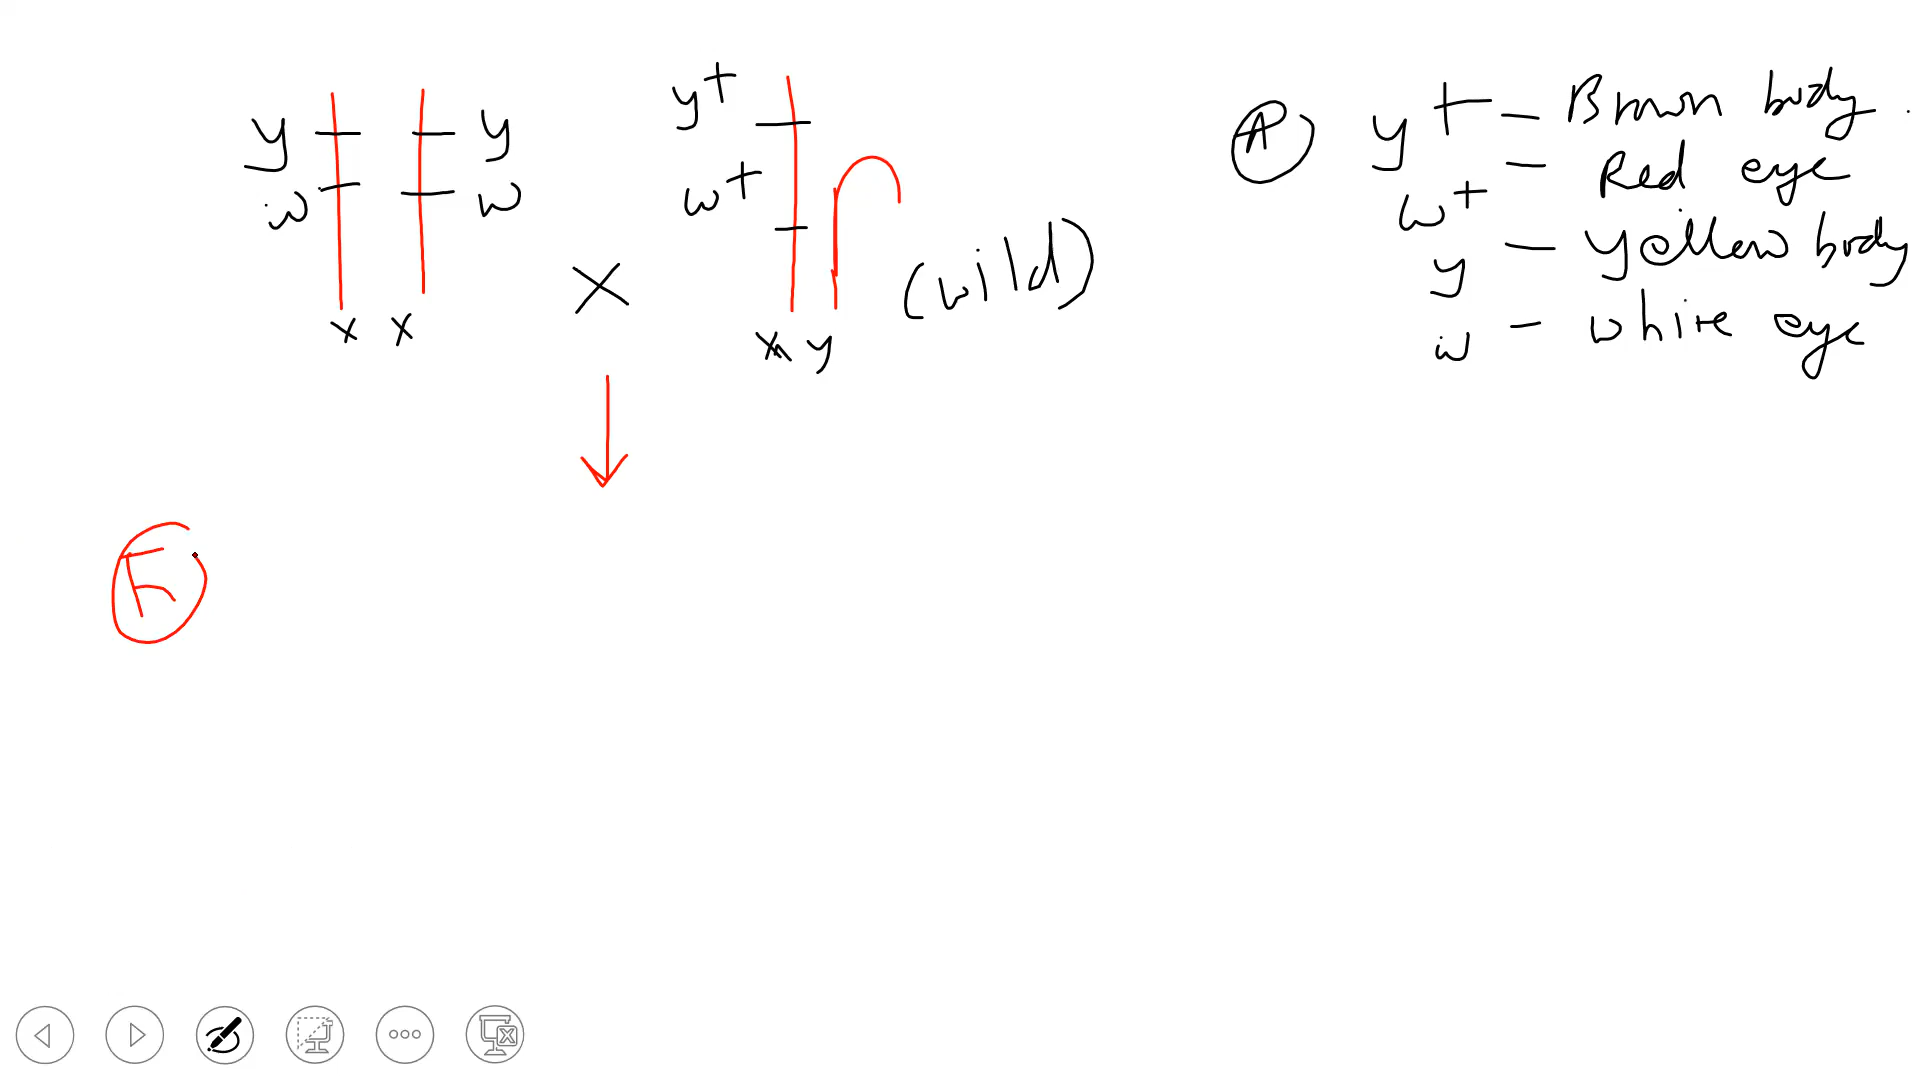 y y
w w
x x
X
y+
w+
x y
(wild)
A
y+ - Brown body
w+ - Red eye
y - yellow body
w - white eye
F